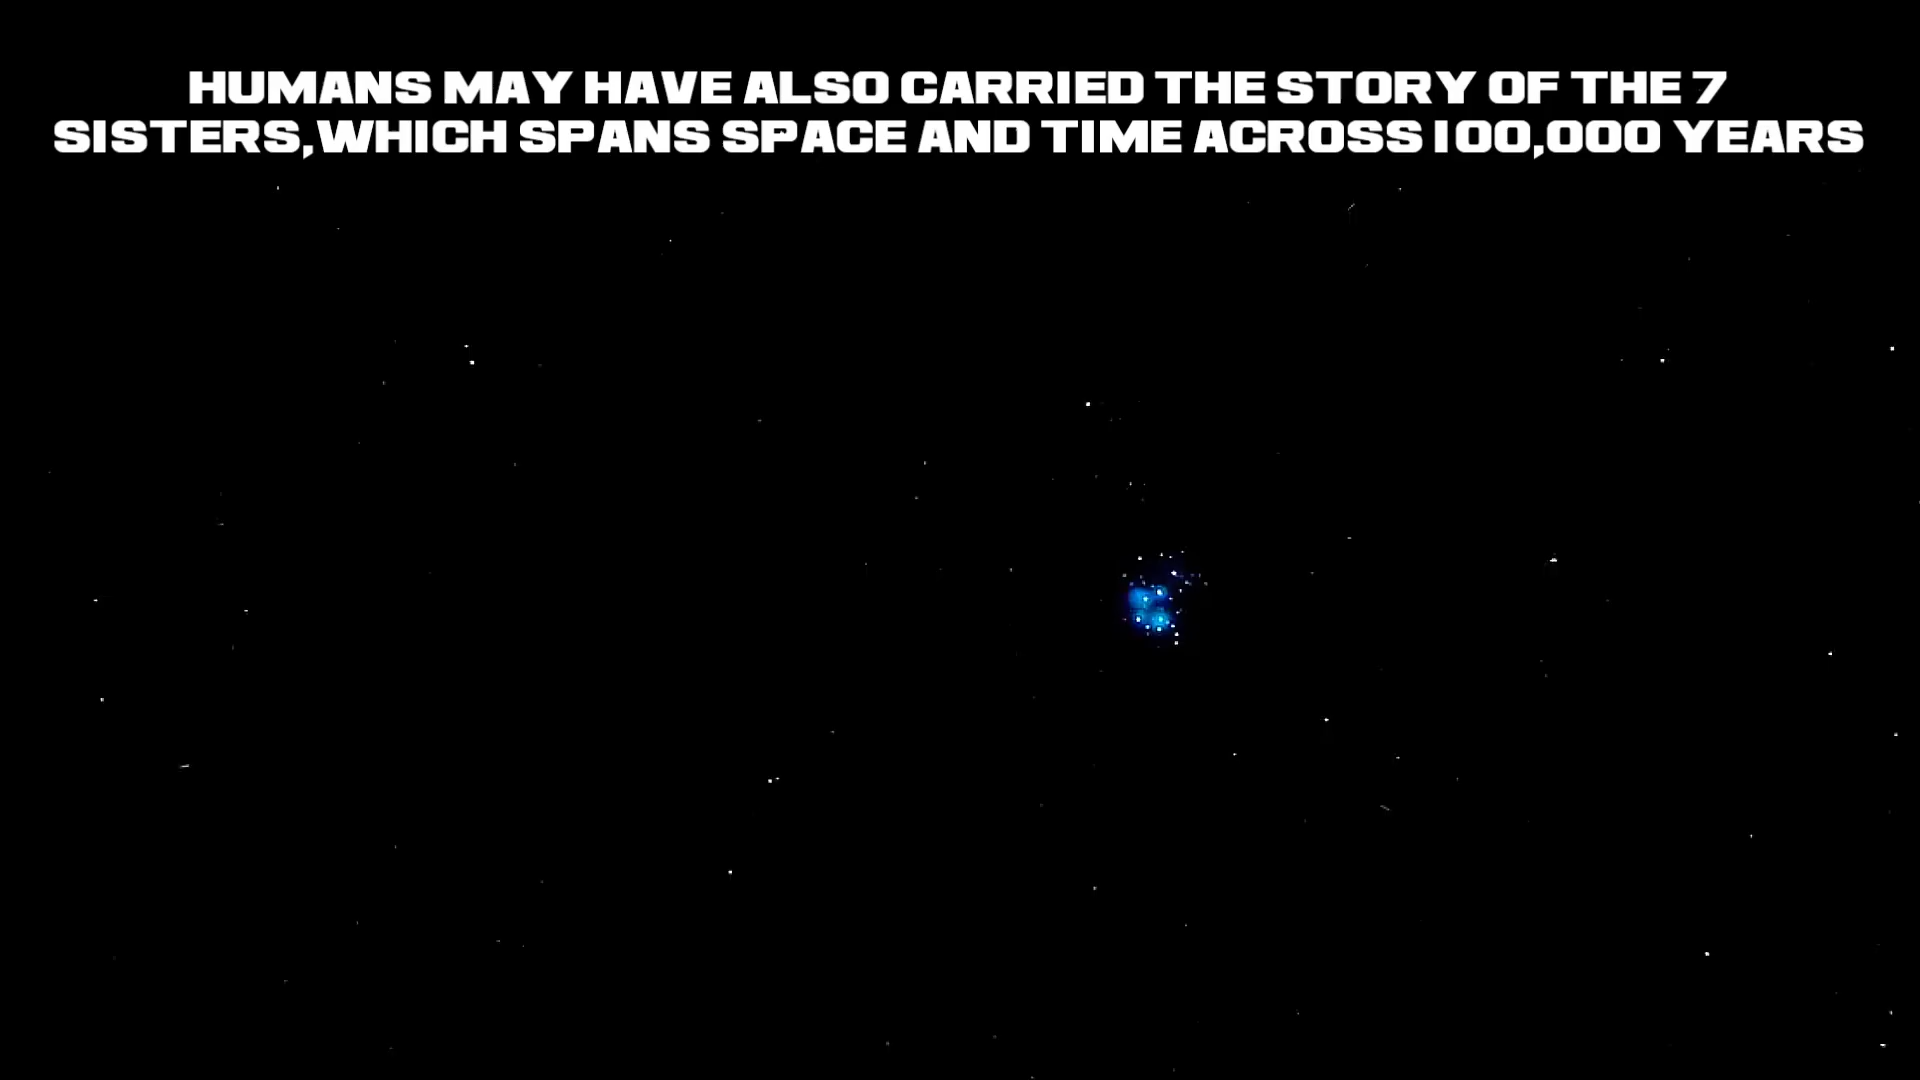 HUMANS MAY HAVE ALSO CARRIED THE STORY OF THE 7
SISTERS,WHICH SPANS SPACE AND TIME ACROSS 100,000 YEARS